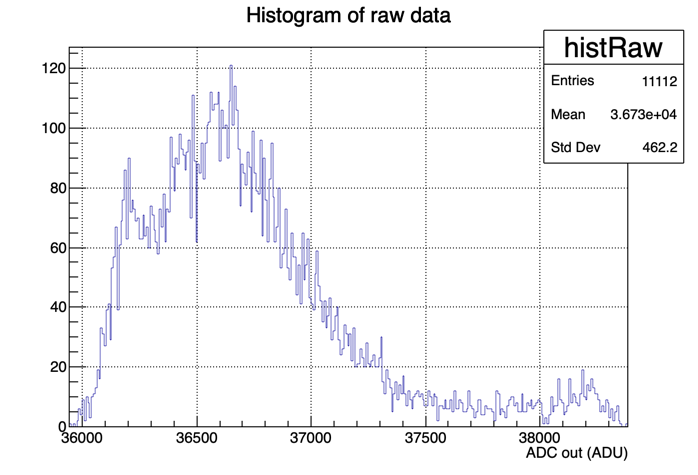 Histogram of raw data
histRaw
Entries 11112
Mean 3.673e+04
Std Dev 462.2
120
100
80
60
40
20
0
36000 36500 37000 37500 38000
ADC out (ADU)